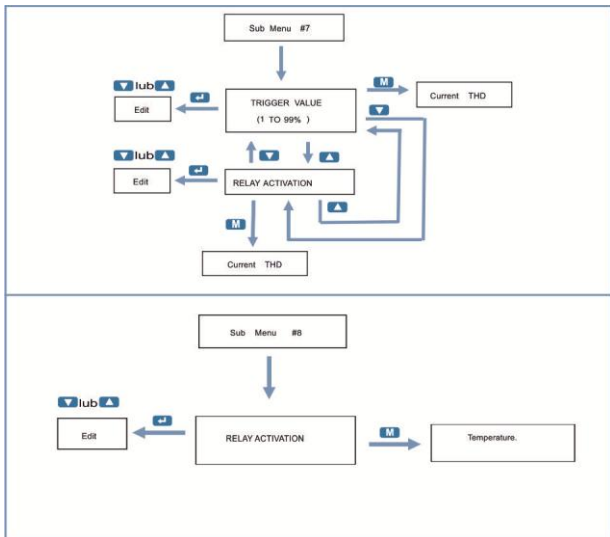 Sub Menu #7
lub
M
Edit
TRIGGER VALUE
(1 TO 99% )
Current THD
lub
Edit
RELAY ACTIVATION
M
Current THD
Sub Menu #8
lub
Edit
RELAY ACTIVATION
M
Temperature.